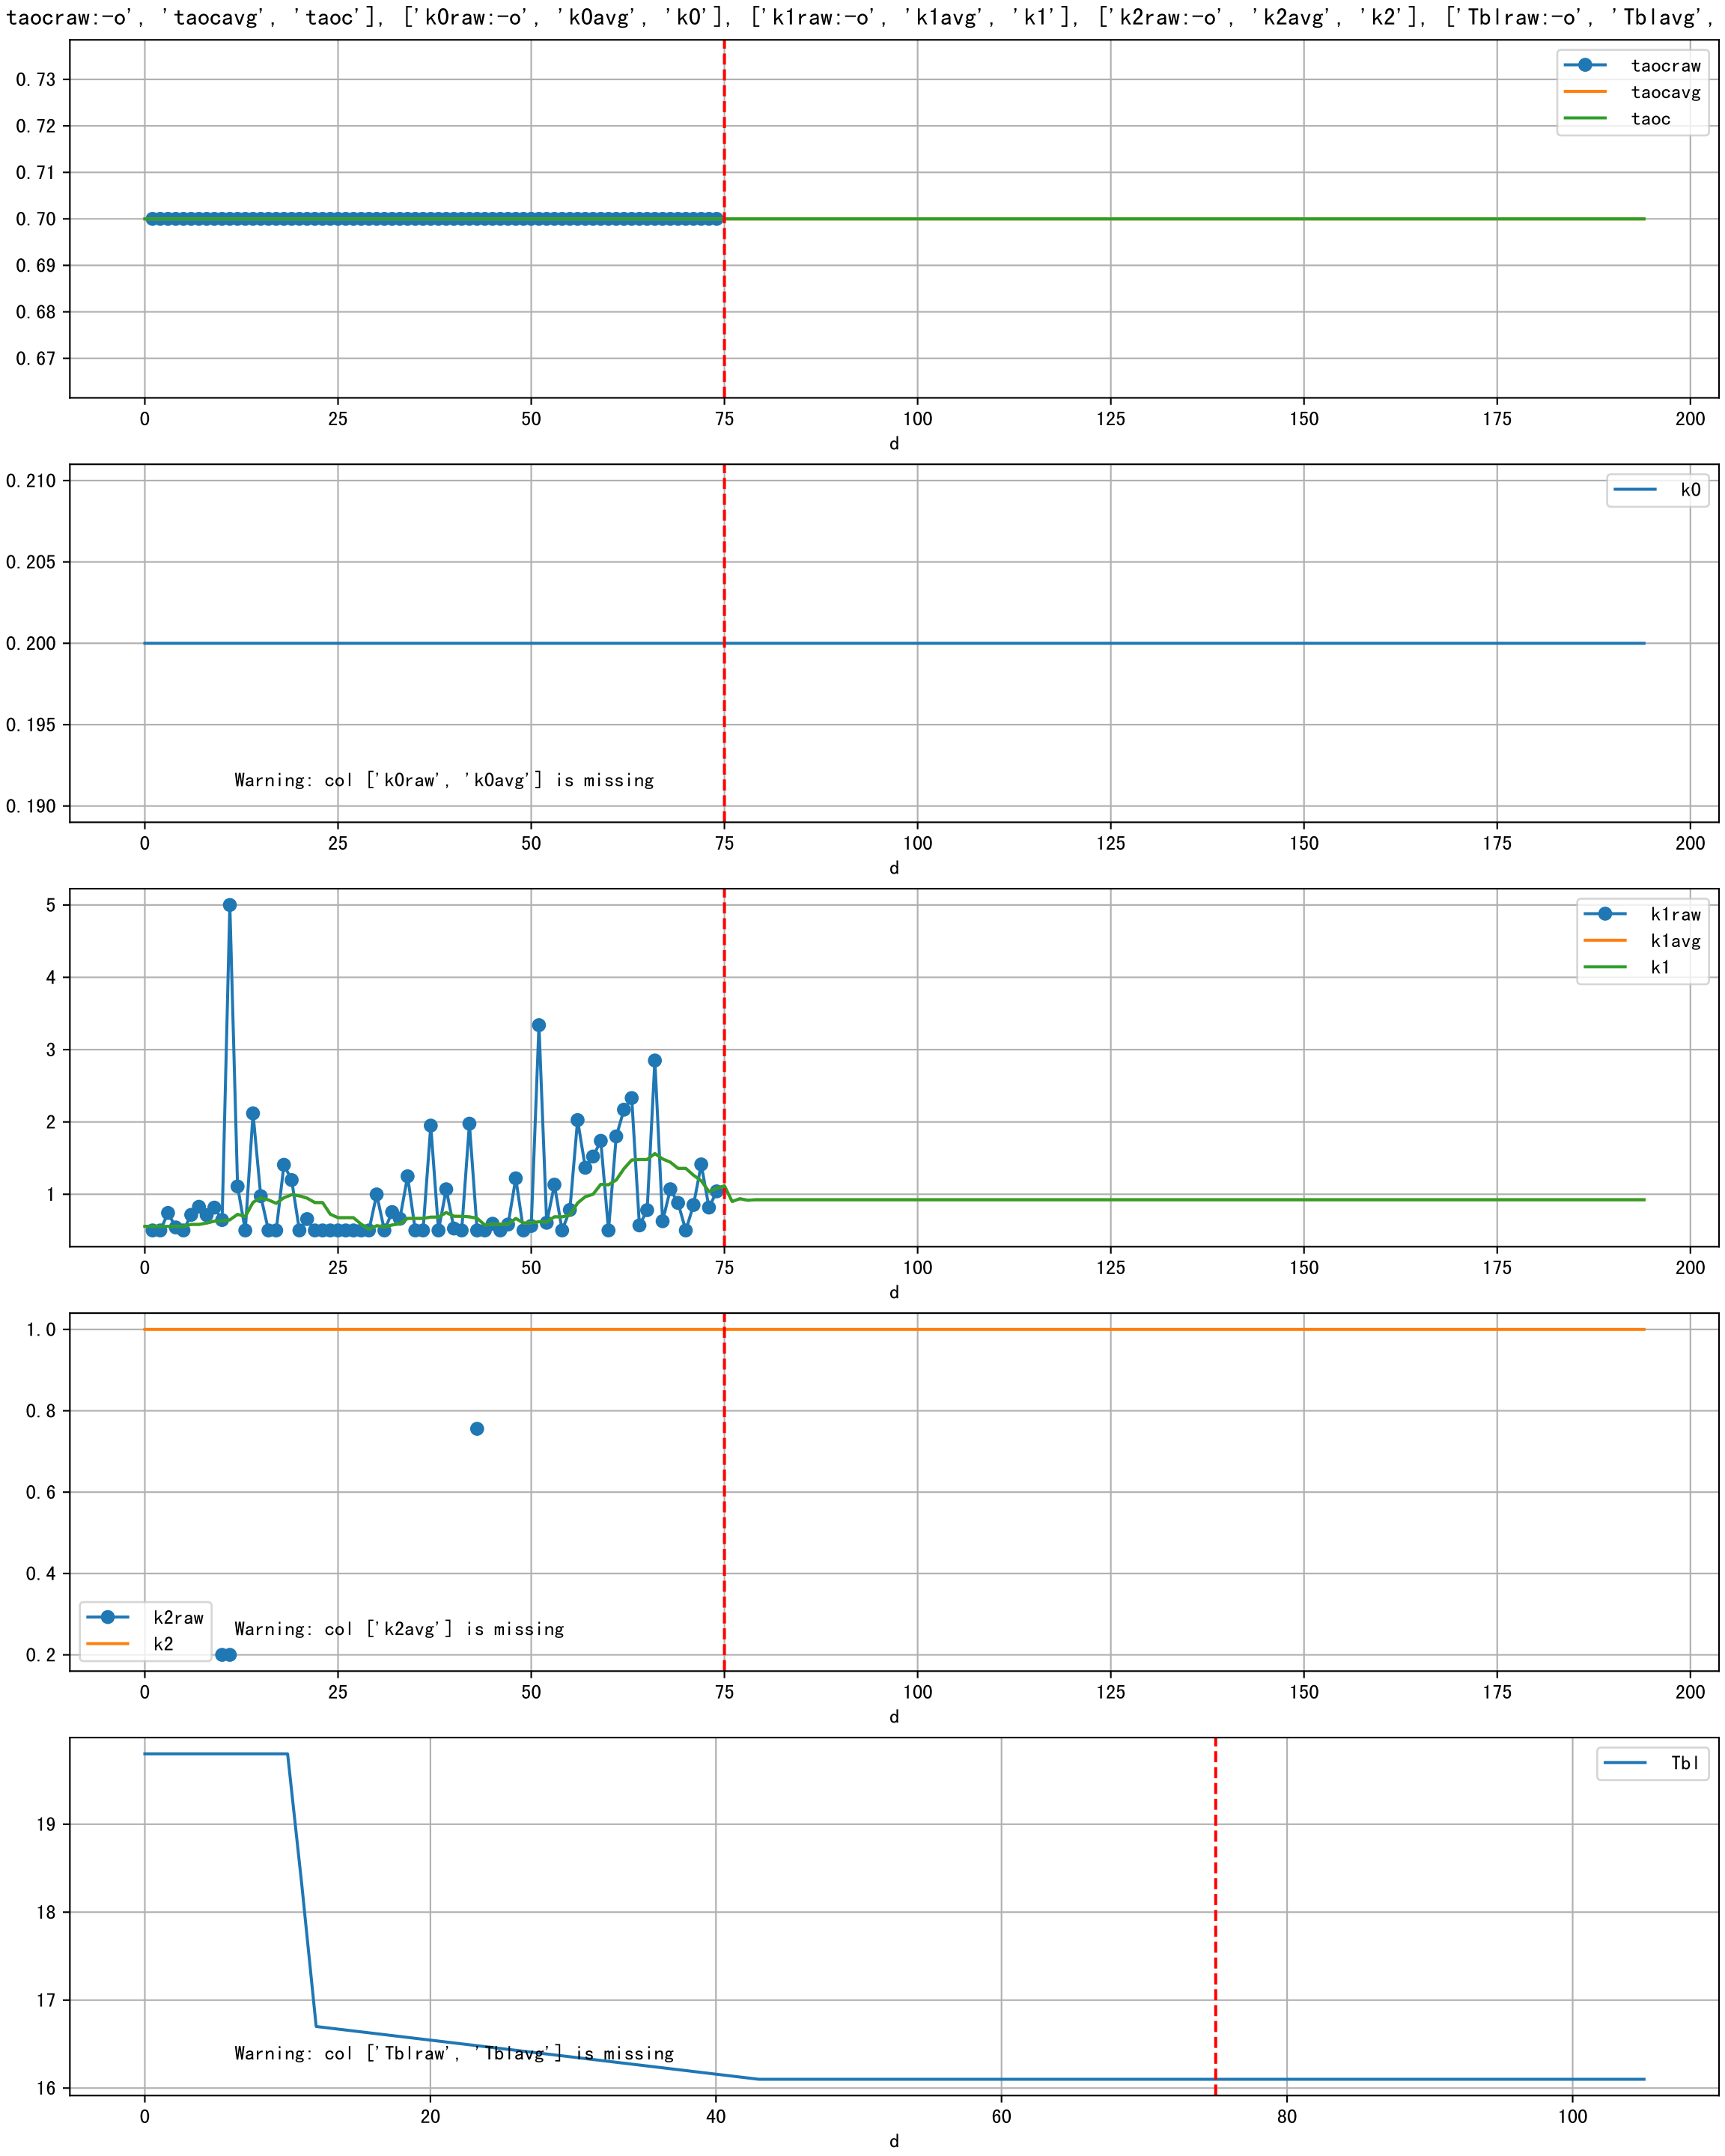 taocraw:-o', 'taocavg', 'taoc'], ['k0raw:-o', 'k0avg', 'k0'], ['k1raw:-o', 'k1avg', 'k1'], ['k2raw:-o', 'k2avg', 'k2'], ['Tblraw:-o', 'Tblavg',
0.73
0.72
0.71
0.70
0.69
0.68
0.67
taocraw
taocavg
taoc
0 25 50 75 100 125 150 175 200
d
0.210
0.205
0.200
0.195
0.190
k0
Warning: col ['k0raw', 'k0avg'] is missing
0 25 50 75 100 125 150 175 200
d
5
4
3
2
1
k1raw
k1avg
k1
0 25 50 75 100 125 150 175 200
d
1.0
0.8
0.6
0.4
0.2
k2raw
k2
Warning: col ['k2avg'] is missing
0 25 50 75 100 125 150 175 200
d
19
18
17
16
Tbl
Warning: col ['Tblraw', 'Tblavg'] is missing
0 20 40 60 80 100
d